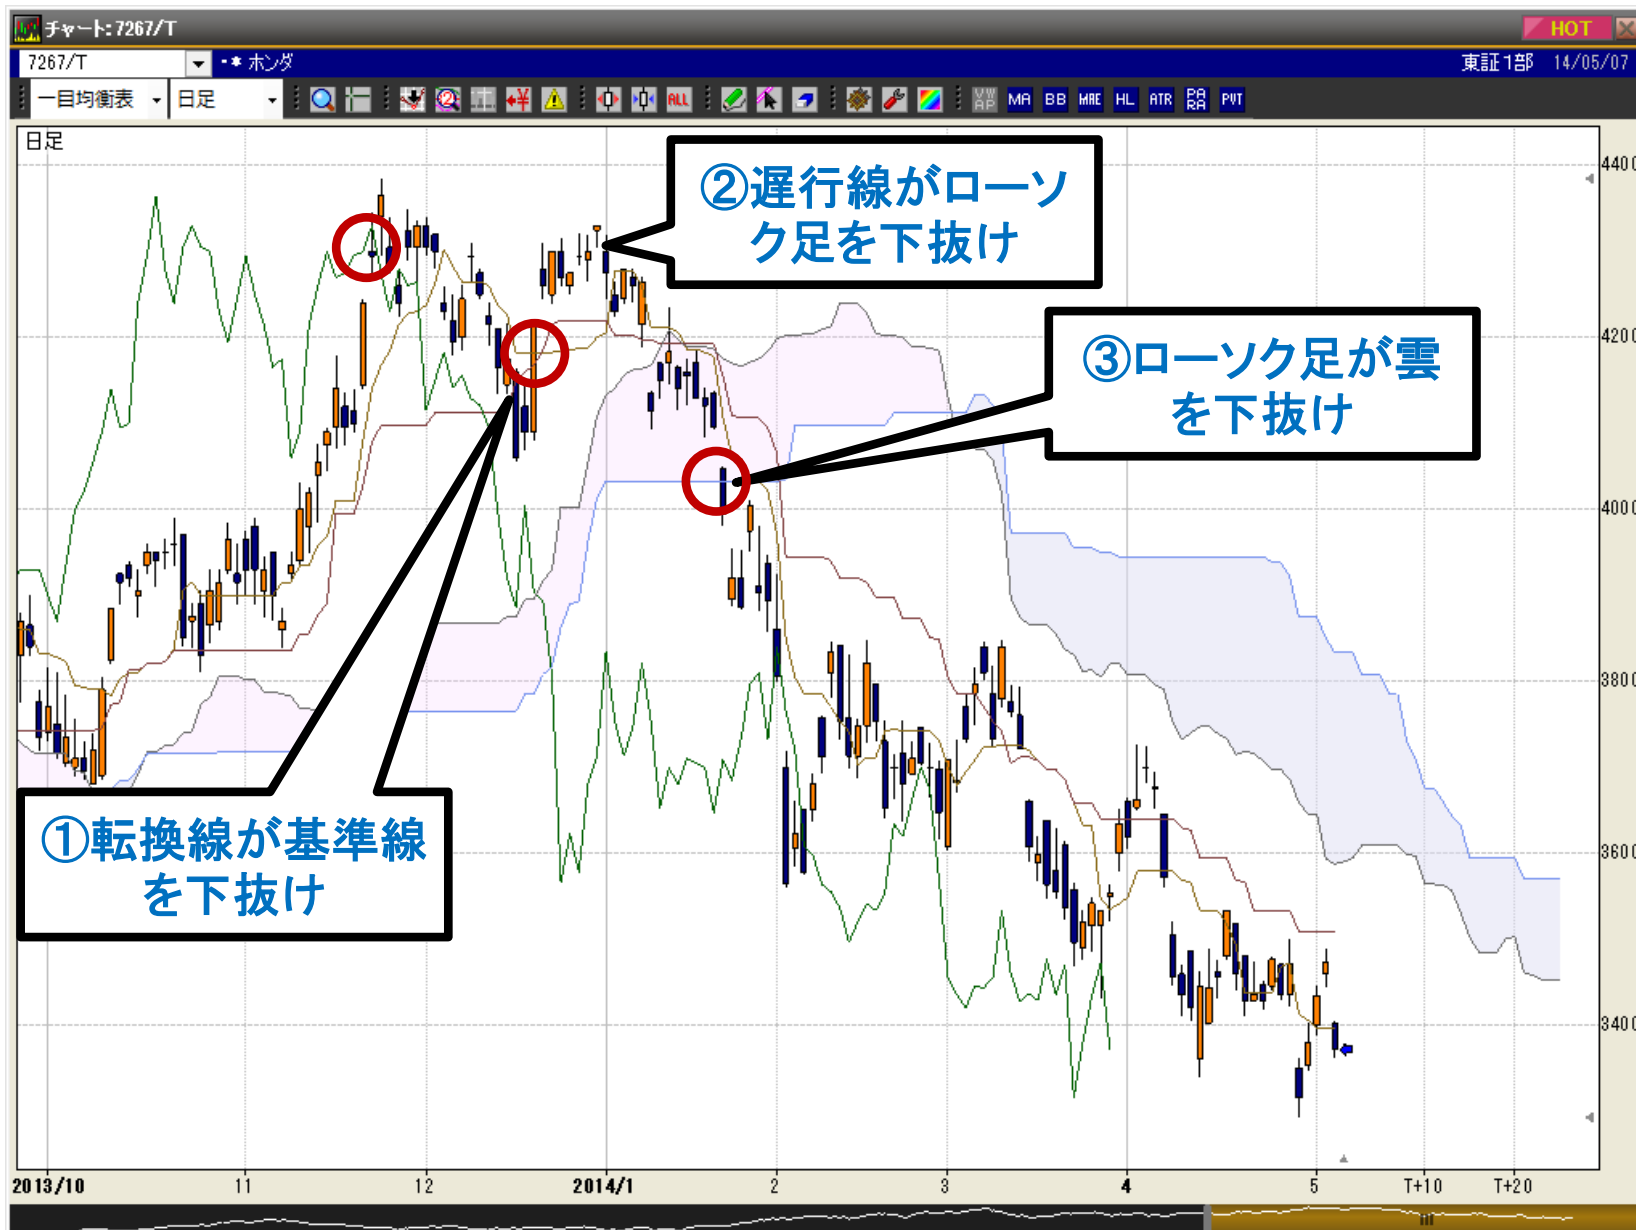 チャート:7267/T
HOT
7267/T
・* ホンダ
東証1部 14/05/07
一目均衡表
日足
ALL
VWAP
MA
BB
MAE
HL
ATR
PARA
PVT
日足
4400
②遅行線がローソ
ク足を下抜け
4200
③ローソク足が雲
を下抜け
4000
3800
①転換線が基準線
を下抜け
3600
3400
2013/10
11
12
2014/1
2
3
4
5
T+10
T+20